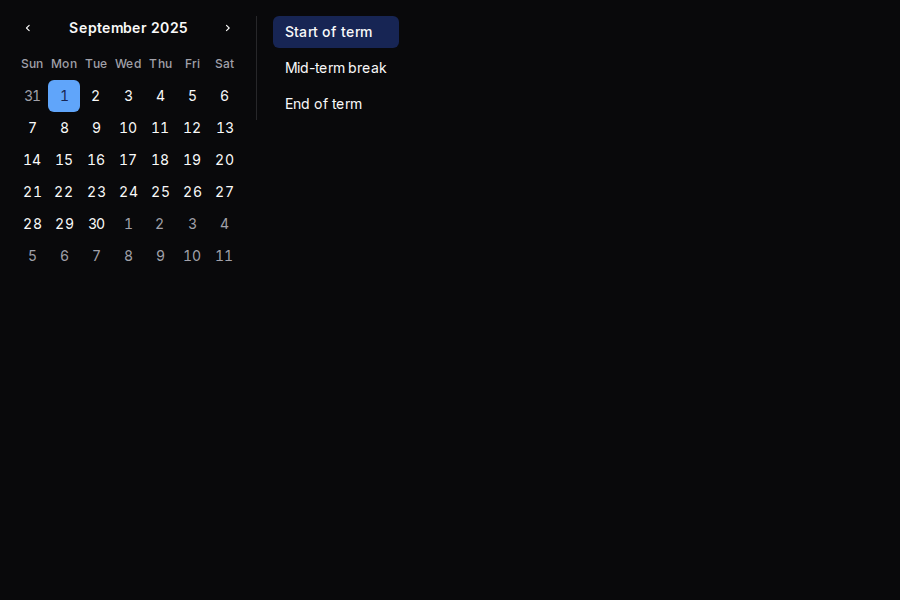 September 2025
Sun Mon Tue Wed Thu Fri Sat
31 1 2 3 4 5 6
7 8 9 10 11 12 13
14 15 16 17 18 19 20
21 22 23 24 25 26 27
28 29 30 1 2 3 4
5 6 7 8 9 10 11
Start of term
Mid-term break
End of term